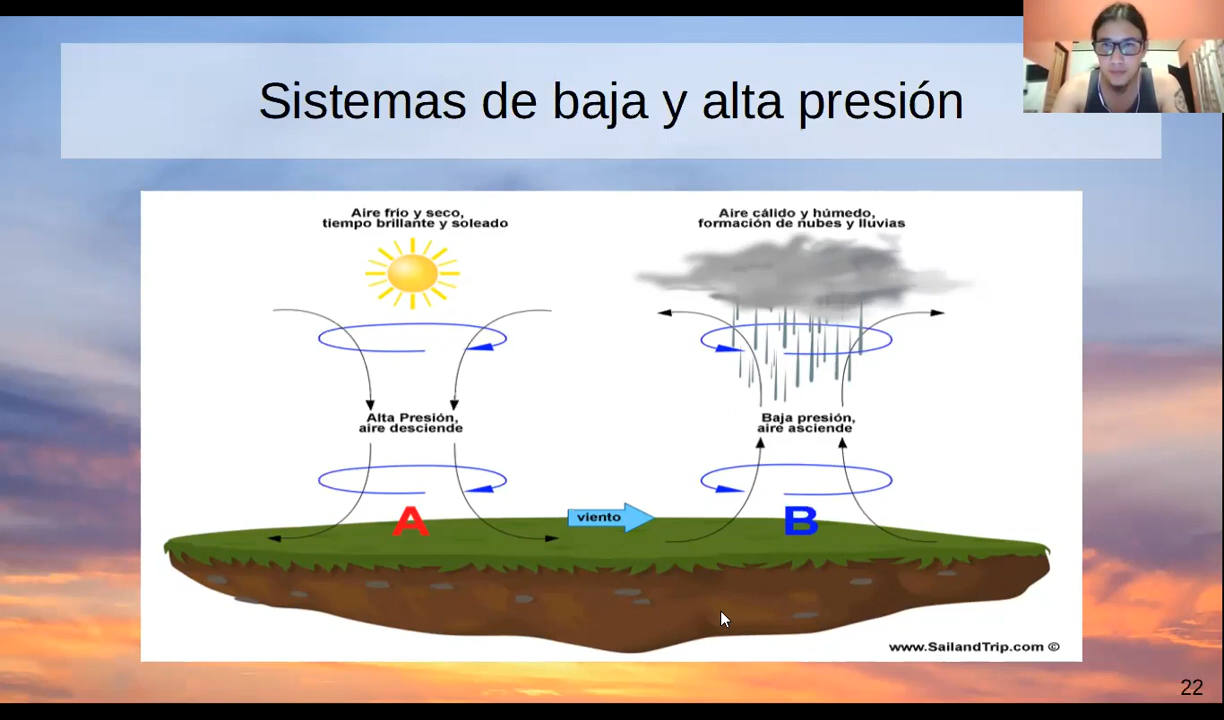 Sistemas de baja y alta presión
Aire frío y seco,
tiempo brillante y soleado
Aire cálido y húmedo,
formación de nubes y lluvias
Alta Presión,
aire desciende
Baja presión,
aire asciende
A
viento
B
www.SailandTrip.com ©
22